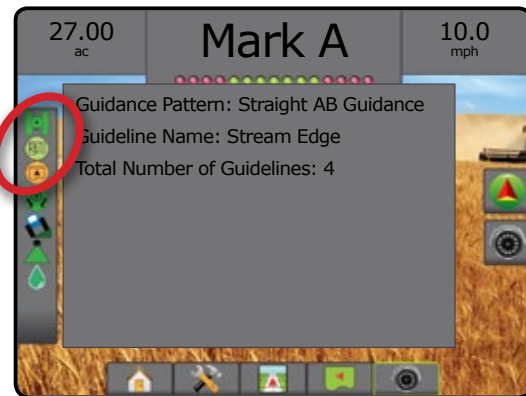 27.00
ac
Mark A
10.0
mph
Guidance Pattern: Straight AB Guidance
Guideline Name: Stream Edge
Total Number of Guidelines: 4